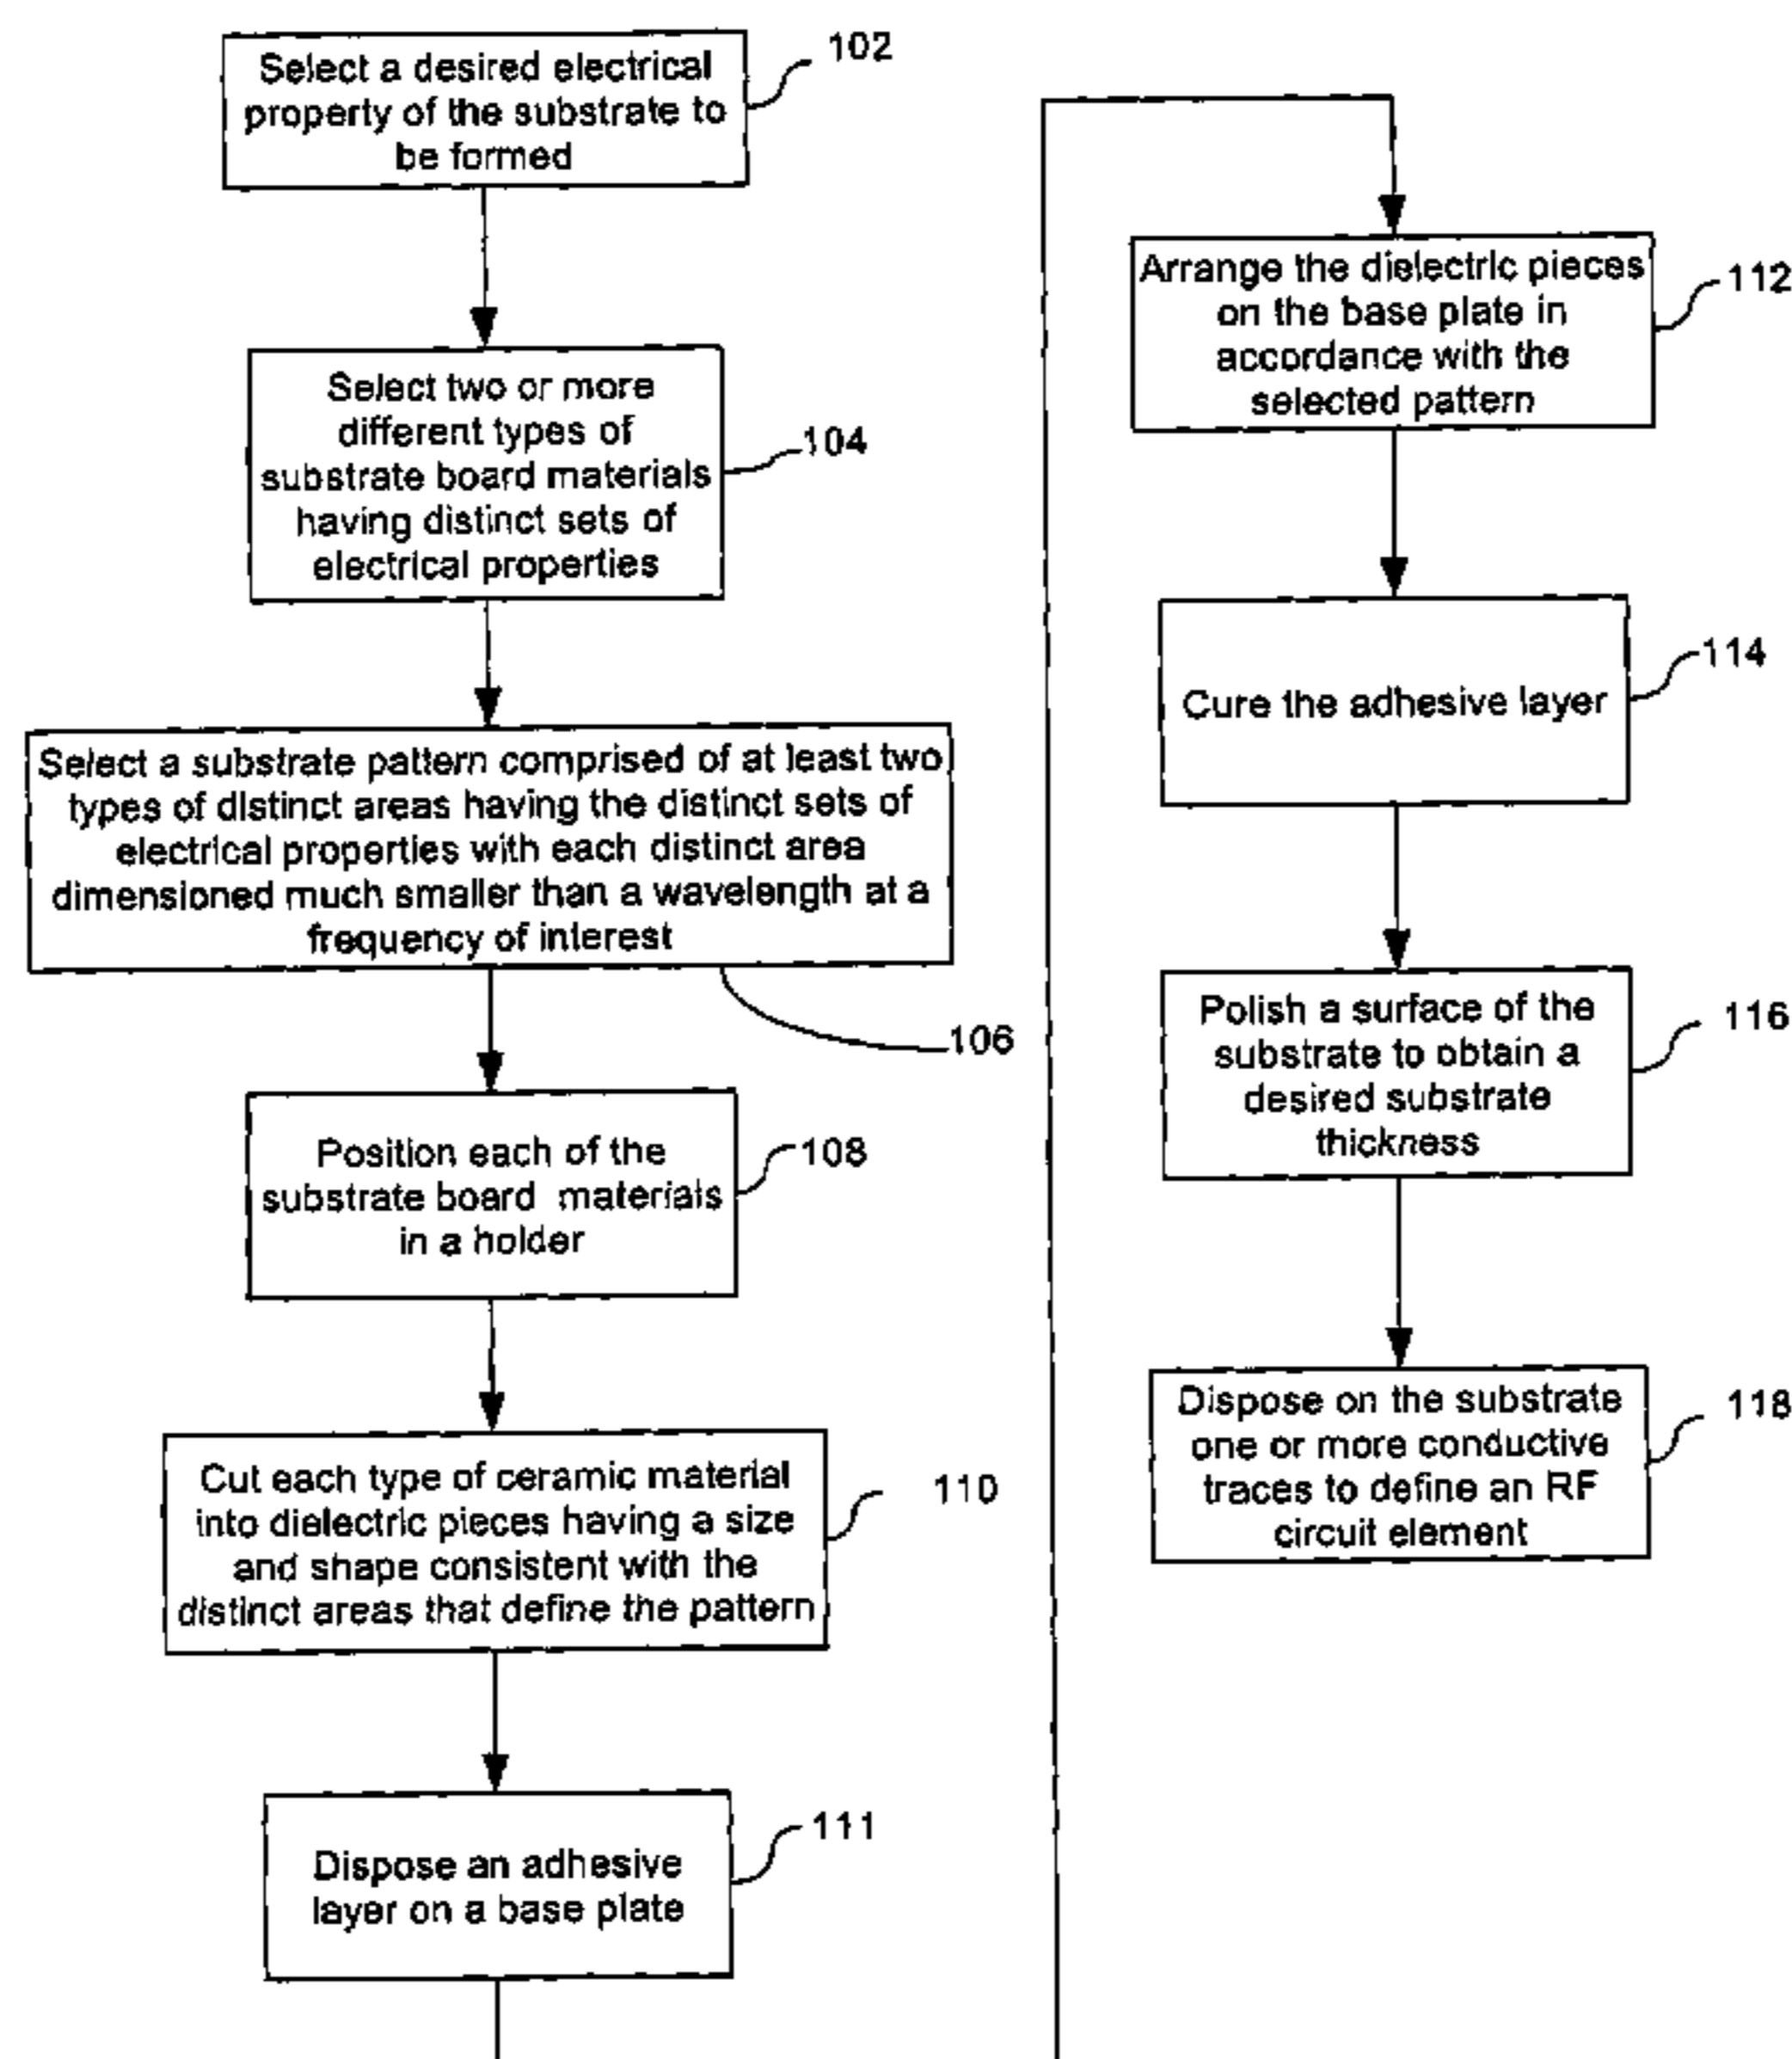 Select a desired electrical
property of the substrate to
be formed
102
Select two or more
different types of
substrate board materials
having distinct sets of
electrical properties
104
Select a substrate pattern comprised of at least two
types of distinct areas having the distinct sets of
electrical properties with each distinct area
dimensioned much smaller than a wavelength at a
frequency of interest
106
Position each of the
substrate board materials
in a holder
108
Cut each type of ceramic material
into dielectric pieces having a size
and shape consistent with the
distinct areas that define the pattern
110
Dispose an adhesive
layer on a base plate
111
Arrange the dielectric pieces
on the base plate in
accordance with the
selected pattern
112
Cure the adhesive layer
114
Polish a surface of the
substrate to obtain a
desired substrate
thickness
116
Dispose on the substrate
one or more conductive
traces to define an RF
circuit element
118